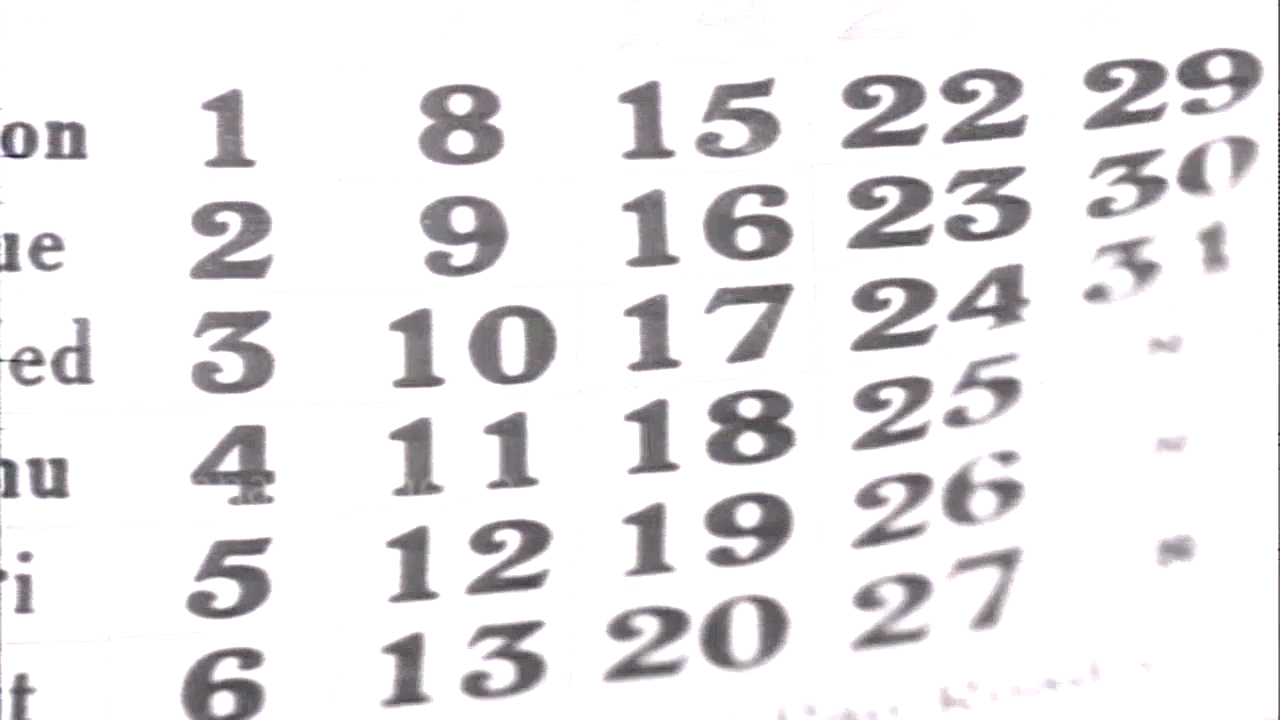 on 1 8 15 22 29
ue 2 9 16 23 30
ed 3 10 17 24 31
hu 4 11 18 25
ri 5 12 19 26
t 6 13 20 27